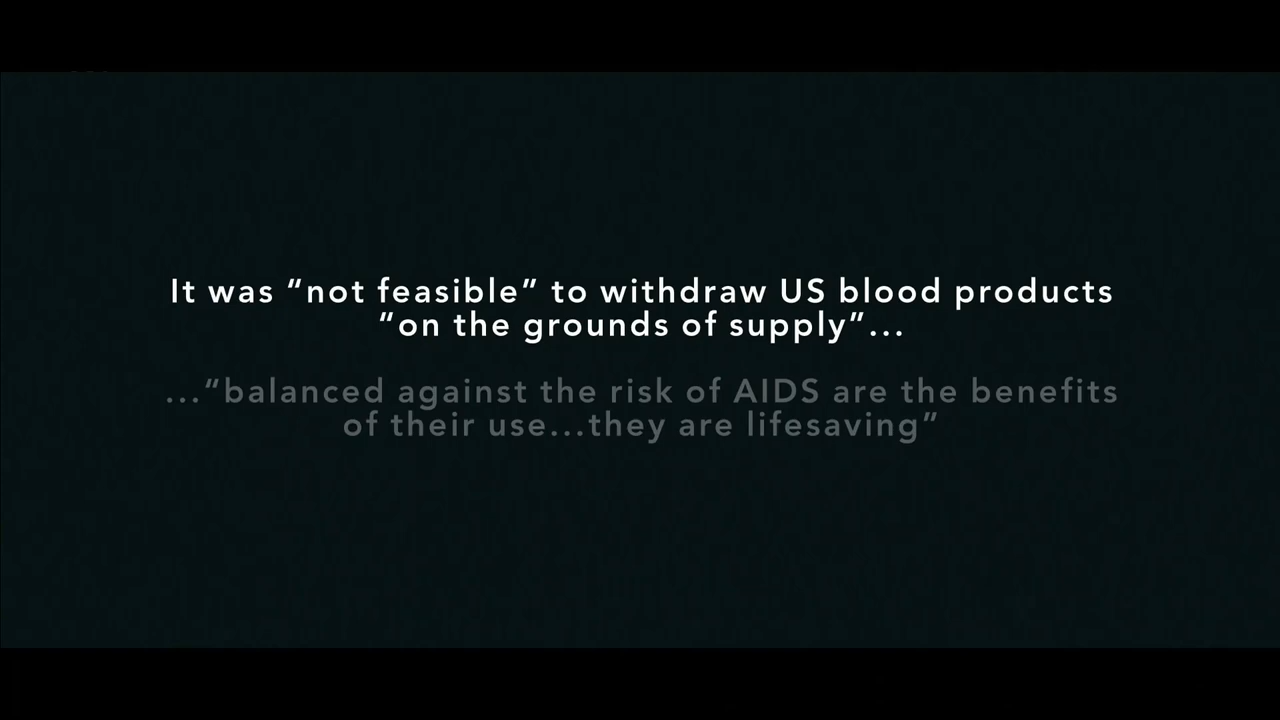 It was “not feasible” to withdraw US blood products
“on the grounds of supply”...
...“balanced against the risk of AIDS are the benefits
of their use...they are lifesaving”